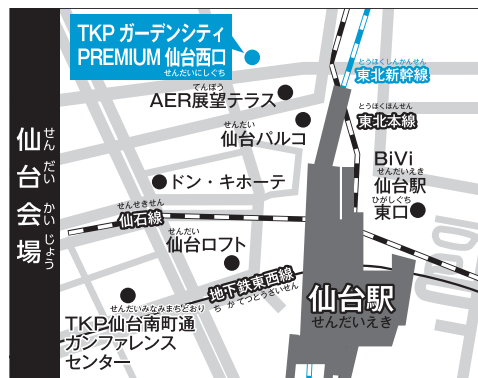 仙台会場
せんだいかいじょう
TKP ガーデンシティ
PREMIUM 仙台西口
せんだいにしぐち
とうほくしんかんせん
東北新幹線
てんぼう
AER展望テラス
とうほくほんせん
東北本線
せんだい
仙台パルコ
BiVi
せんだいえき
仙台駅
ひがしぐち
東口
ドン・キホーテ
せんせきせん
仙石線
せんだい
仙台ロフト
地下鉄東西線
ちかてつとうざいせん
仙台駅
せんだいえき
せんだいみなみまちどおり
TKP仙台南町通
カンファレンス
センター